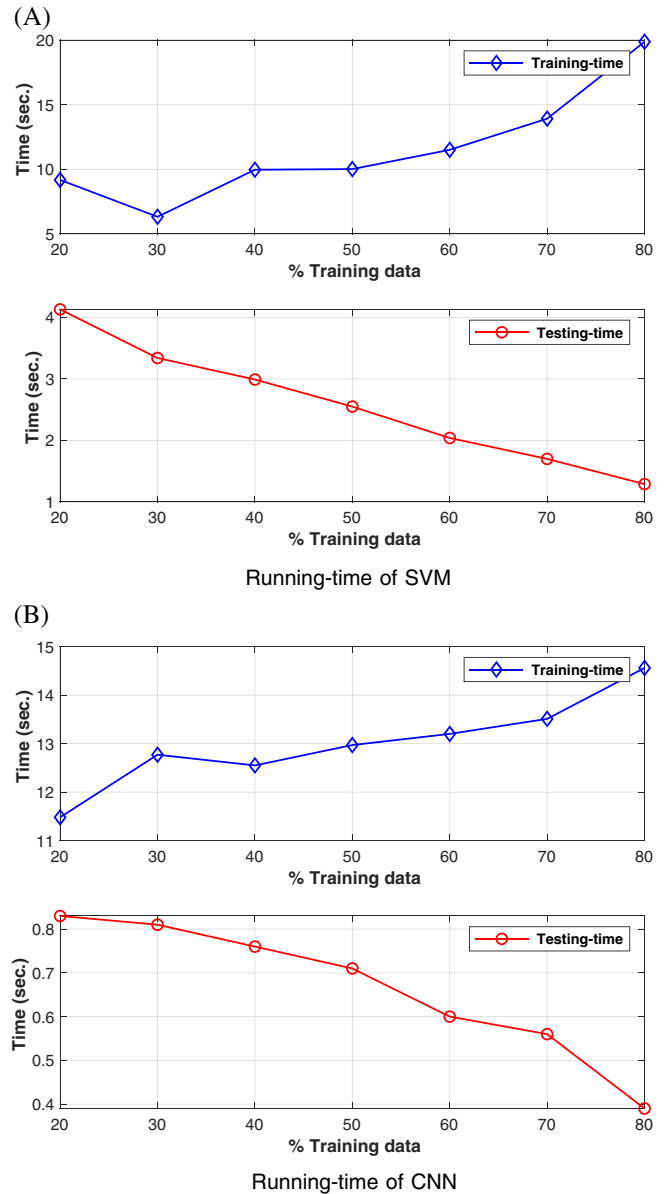 (A)
20
15
10
5
Time (sec.)
Training-time
20 30 40 50 60 70 80
% Training data
4
3
2
1
Time (sec.)
Testing-time
20 30 40 50 60 70 80
% Training data
Running-time of SVM
(B)
15
14
13
12
11
Time (sec.)
Training-time
20 30 40 50 60 70 80
% Training data
0.8
0.7
0.6
0.5
0.4
Time (sec.)
Testing-time
20 30 40 50 60 70 80
% Training data
Running-time of CNN